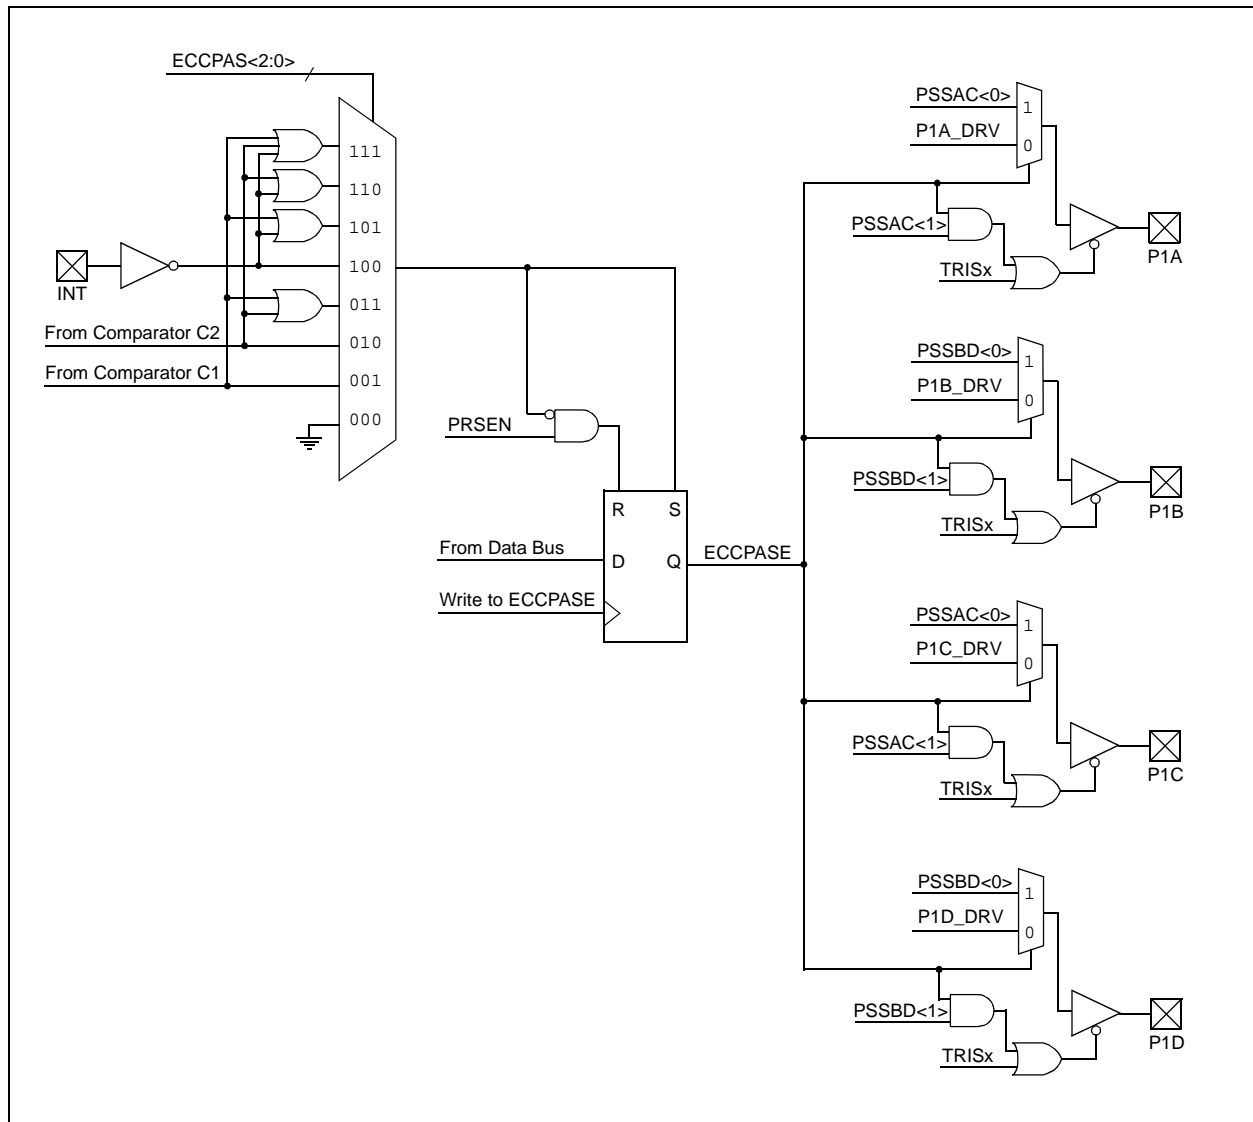 ECCPAS<2:0>
111
110
101
100
011
010
001
000
INT
From Comparator C2
From Comparator C1
PRSEN
R
S
From Data Bus
D
Q
ECCPASE
Write to ECCPASE
PSSAC<0>
1
P1A_DRV
0
PSSAC<1>
TRISx
P1A
PSSBD<0>
1
P1B_DRV
0
PSSBD<1>
TRISx
P1B
PSSAC<0>
1
P1C_DRV
0
PSSAC<1>
TRISx
P1C
PSSBD<0>
1
P1D_DRV
0
PSSBD<1>
TRISx
P1D